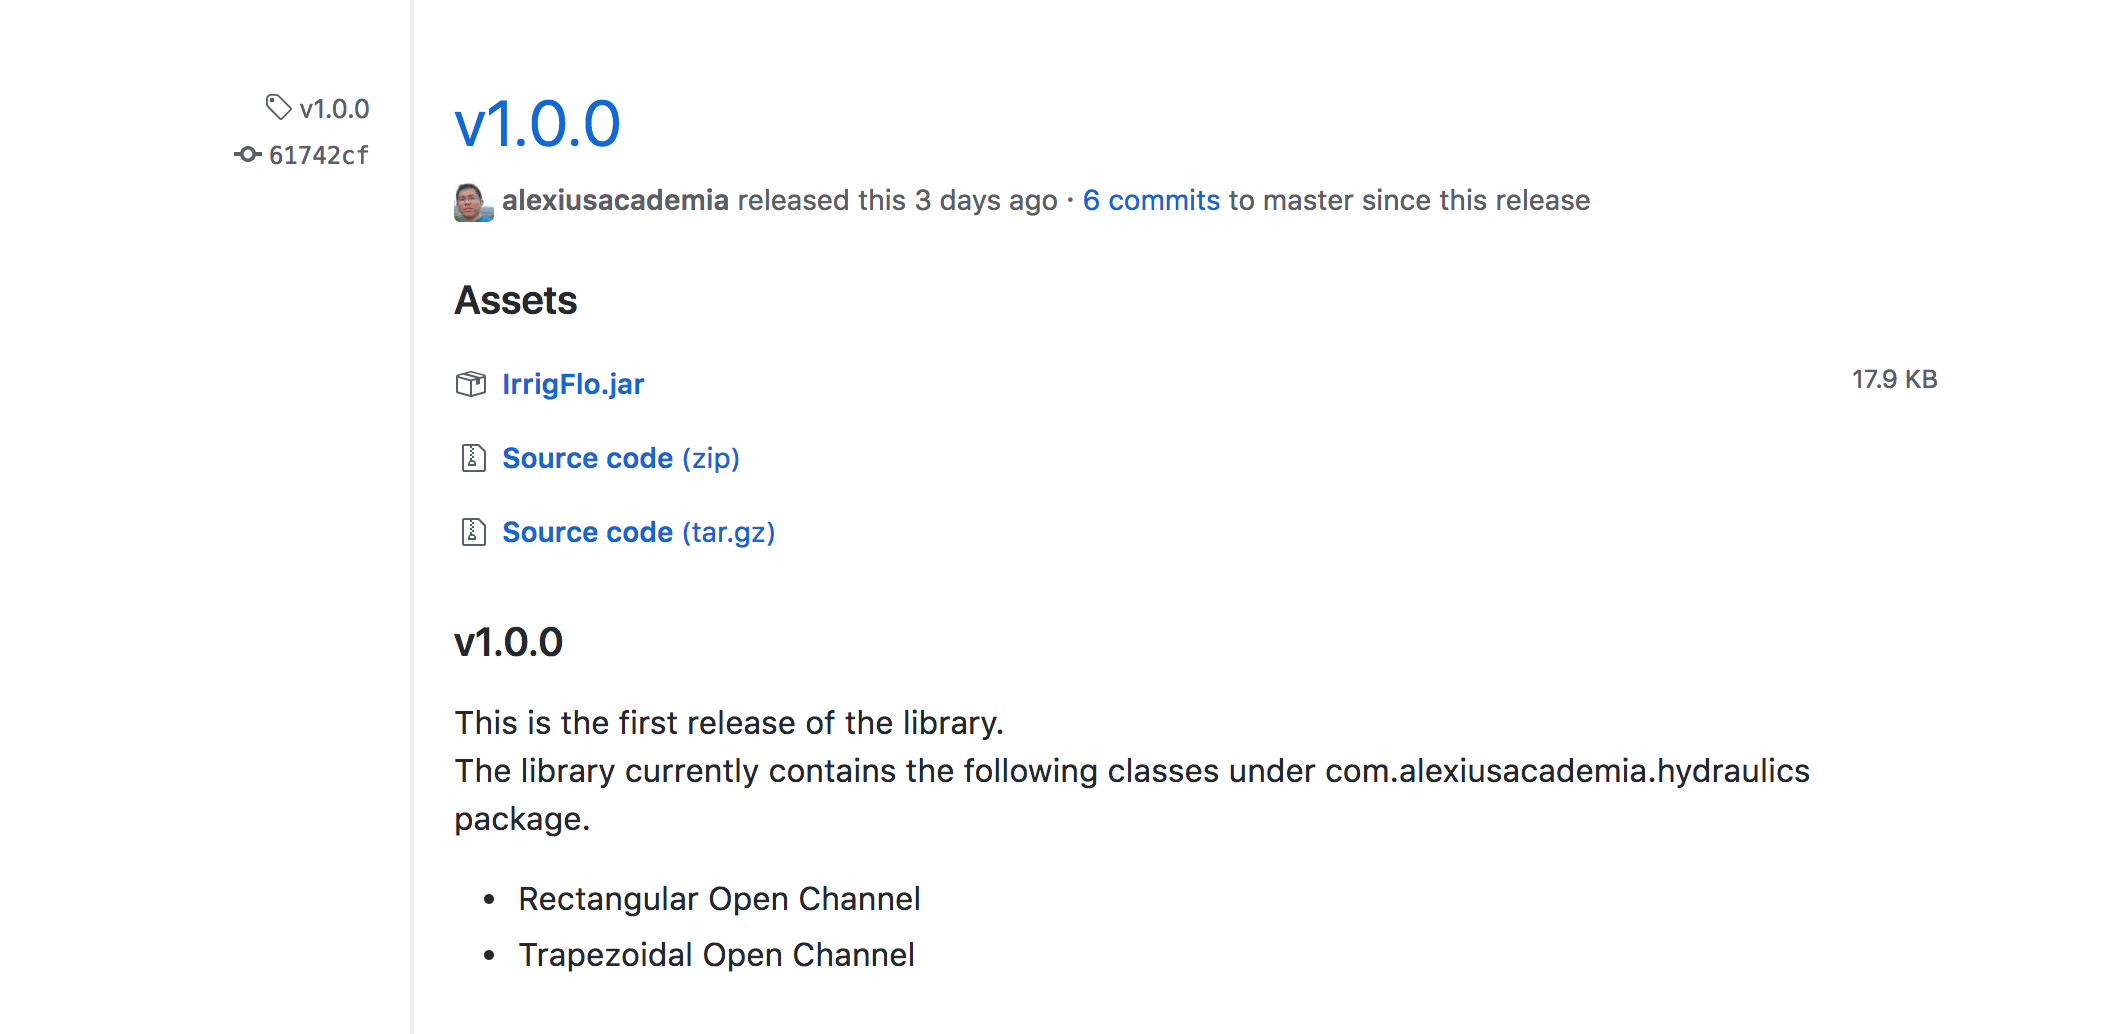 v1.0.0
61742cf
v1.0.0
alexiusacademia released this 3 days ago · 6 commits to master since this release
Assets
IrrigFlo.jar 17.9 KB
Source code (zip)
Source code (tar.gz)
v1.0.0
This is the first release of the library.
The library currently contains the following classes under com.alexiusacademia.hydraulics
package.
• Rectangular Open Channel
• Trapezoidal Open Channel